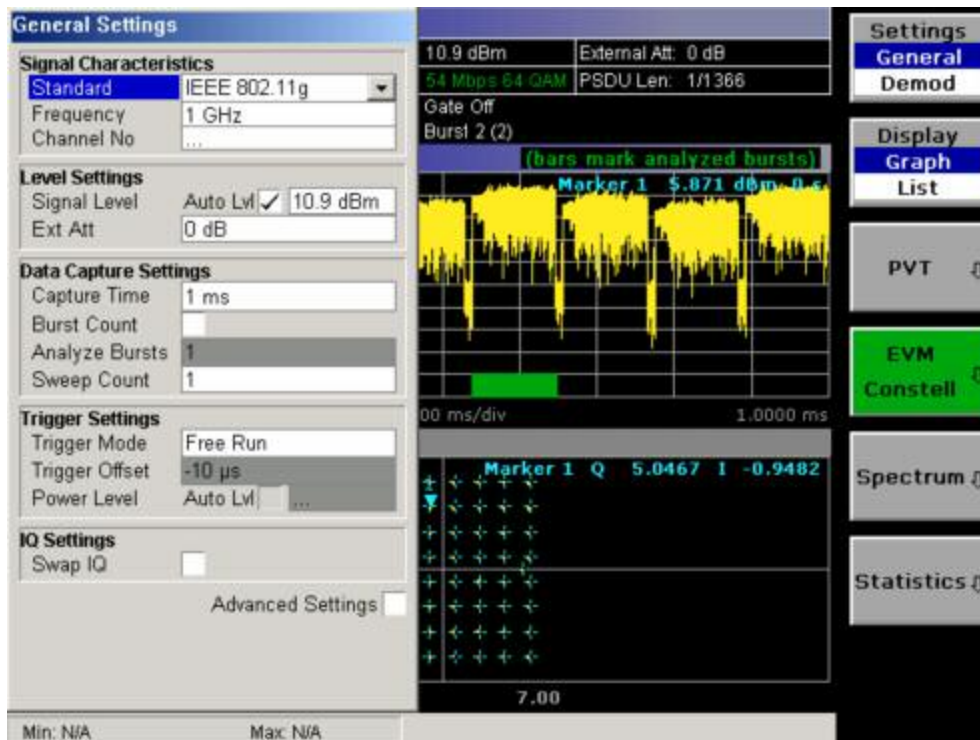 General Settings
Signal Characteristics
Standard IEEE 802.11g
Frequency 1 GHz
Channel No ...
Level Settings
Signal Level Auto Lvl 10.9 dBm
Ext Att 0 dB
Data Capture Settings
Capture Time 1 ms
Burst Count
Analyze Bursts 1
Sweep Count 1
Trigger Settings
Trigger Mode Free Run
Trigger Offset -10 µs
Power Level Auto Lvl ...
IQ Settings
Swap IQ
Advanced Settings
Min: N/A Max: N/A
10.9 dBm External Att: 0 dB
54 Mbps 64 QAM PSDU Len: 1/1366
Gate Off
Burst 2 (2)
(bars mark analyzed bursts)
Marker 1 5.871 dBm 0 s
00 ms/div 1.0000 ms
Marker 1 Q 5.0467 I -0.9482
1
7.00
Settings
General
Demod
Display
Graph
List
PVT
EVM
Constell
Spectrum
Statistics